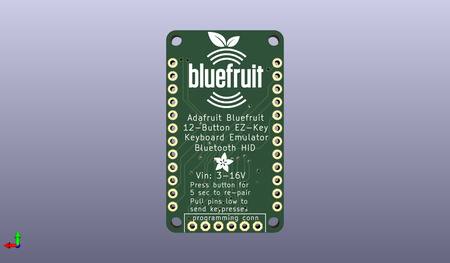 bluefruit
Adafruit Bluefruit
12-Button EZ-Key
Keyboard Emulator
Bluetooth HID
Vin: 3-16V
Press button for
5 sec to re-pair
Pull pins low to
send keypresses
programming conn